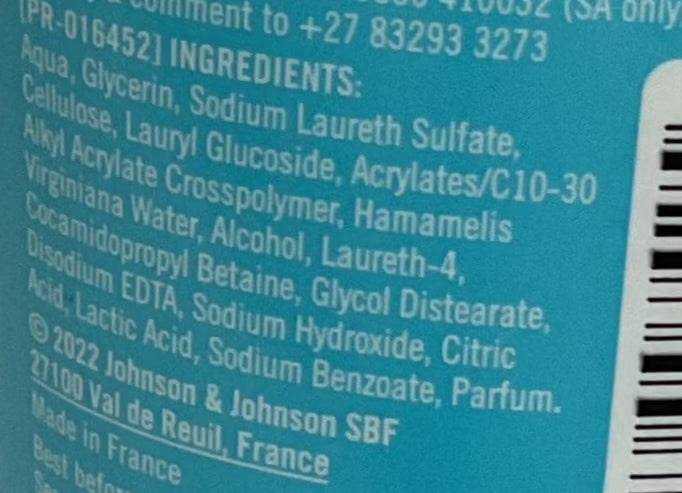 comment to +27 83293 3273
[PR-016452] INGREDIENTS:
Aqua, Glycerin, Sodium Laureth Sulfate,
Cellulose, Lauryl Glucoside, Acrylates/C10-30
Alkyl Acrylate Crosspolymer, Hamamelis
Virginiana Water, Alcohol, Laureth-4,
Cocamidopropyl Betaine, Glycol Distearate,
Disodium EDTA, Sodium Hydroxide, Citric
Acid, Lactic Acid, Sodium Benzoate, Parfum.
© 2022 Johnson & Johnson SBF
27100 Val de Reuil, France
Made in France
Best